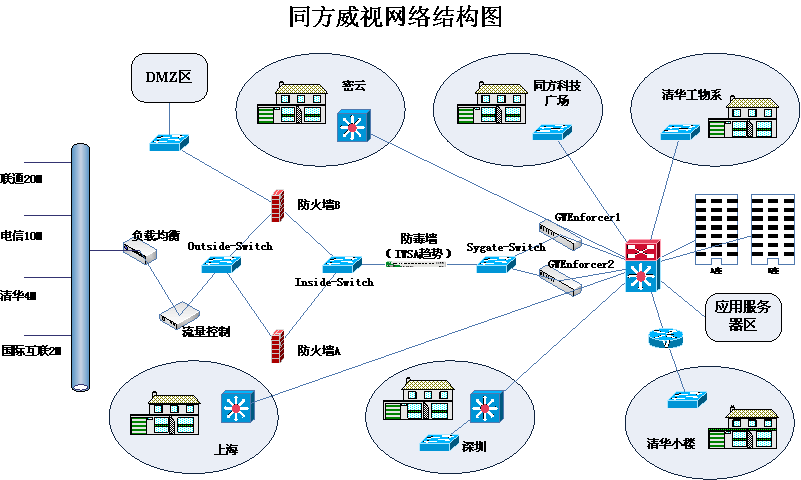 同方威视网络结构图
DMZ区
密云
同方科技
广场
清华工物系
联通20M
电信10M
清华4M
国际互联2M
负载均衡
流量控制
Outside-Switch
防火墙B
防火墙A
Inside-Switch
防毒墙
（IWSA趋势）
Sygate-Switch
GWEnforcer1
GWEnforcer2
应用服务
器区
上海
深圳
清华小楼